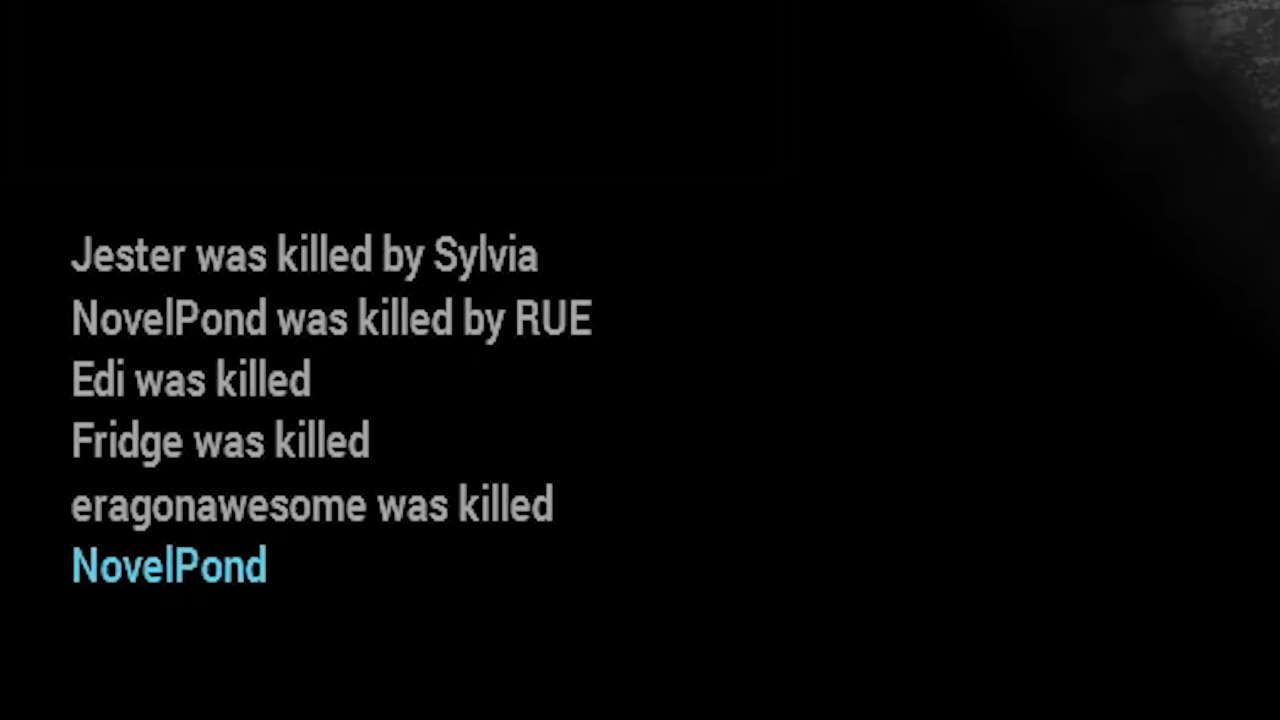 Jester was killed by Sylvia
NovelPond was killed by RUE
Edi was killed
Fridge was killed
eragonawesome was killed
NovelPond